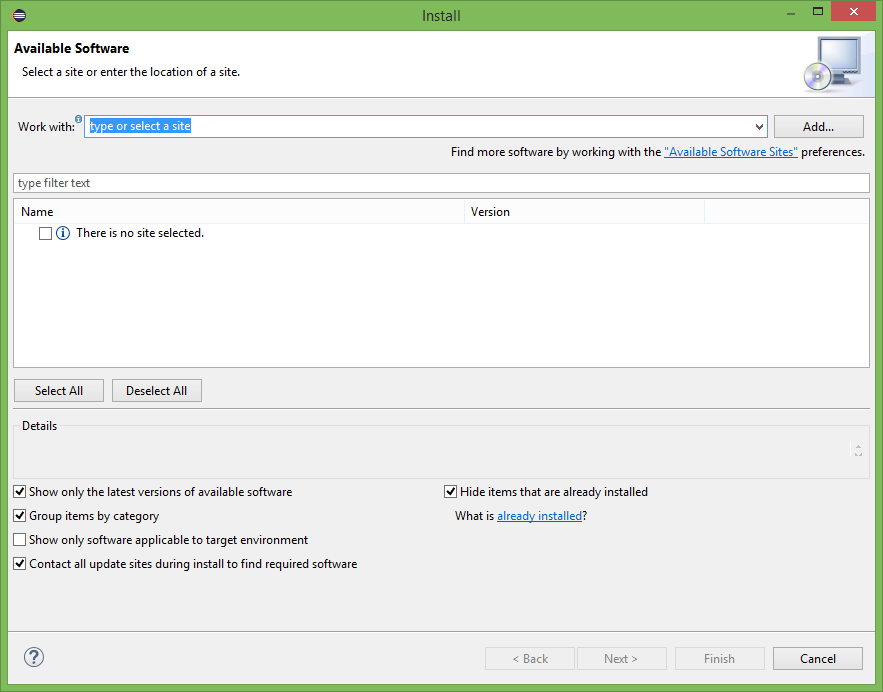 Install
Available Software
Select a site or enter the location of a site.
Work with: type or select a site Add...
Find more software by working with the "Available Software Sites" preferences.
type filter text
Name Version
There is no site selected.
Select All Deselect All
Details
Show only the latest versions of available software Hide items that are already installed
Group items by category What is already installed?
Show only software applicable to target environment
Contact all update sites during install to find required software
? < Back Next > Finish Cancel